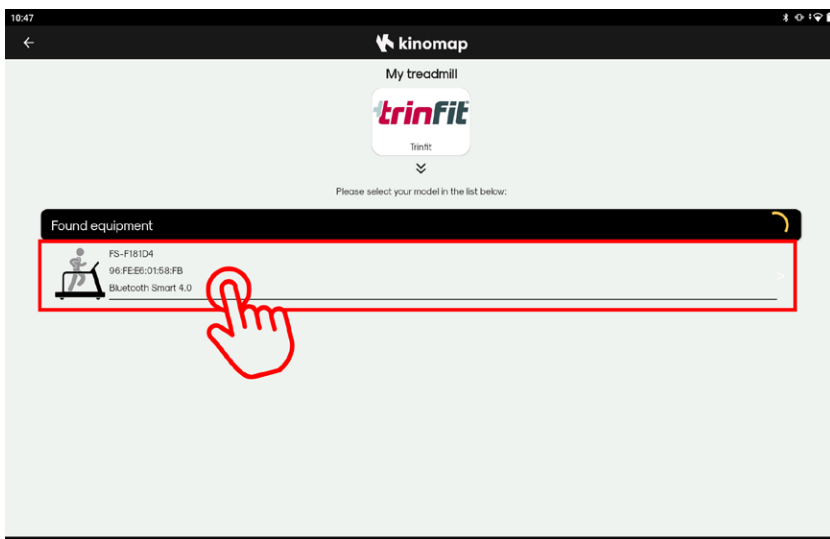 10:47
kinomap
My treadmill
trinfit
Trinfit
Please select your model in the list below:
Found equipment
FS-F181D4
96:FE:E6:01:58:FB
Bluetooth Smart 4.0
>